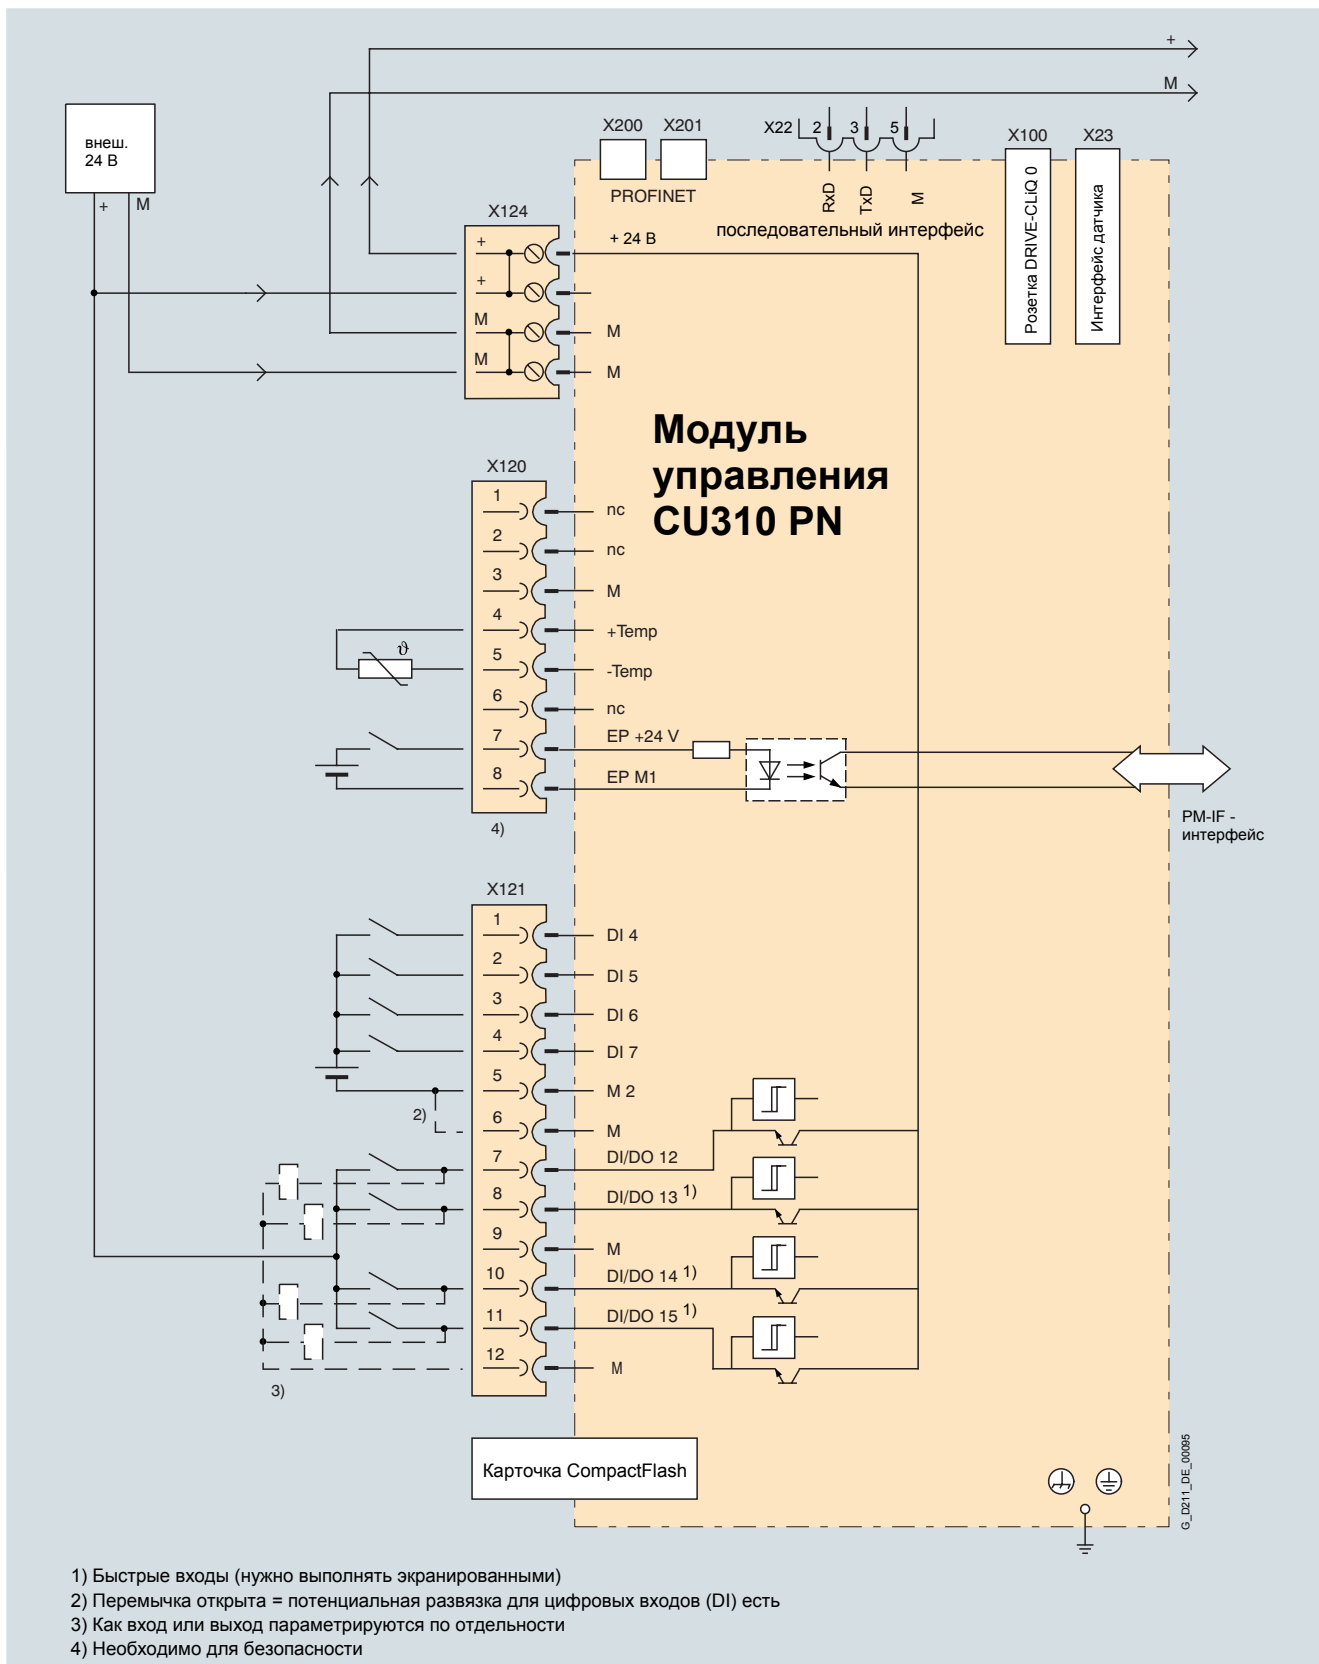 +
M
внеш.
24 В
+ M
X200 X201
PROFINET
X22 2 3 5
RxD
TxD
M
последовательный интерфейс
X100
Розетка DRIVE-CLiQ 0
X23
Интерфейс датчика
X124
+ + 24 В
+
M M
M M
Модуль
управления
CU310 PN
X120
1 nc
2 nc
3 M
4 +Temp
ϑ
5 -Temp
6 nc
7 EP +24 V
8 EP M1
4)
PM-IF -
интерфейс
X121
1 DI 4
2 DI 5
3 DI 6
4 DI 7
5 M 2
2)
6 M
7 DI/DO 12
8 DI/DO 13 1)
9 M
10 DI/DO 14 1)
11 DI/DO 15 1)
12 M
3)
Карточка CompactFlash
G_D211_DE_00095
1) Быстрые входы (нужно выполнять экранированными)
2) Перемычка открыта = потенциальная развязка для цифровых входов (DI) есть
3) Как вход или выход параметрируются по отдельности
4) Необходимо для безопасности